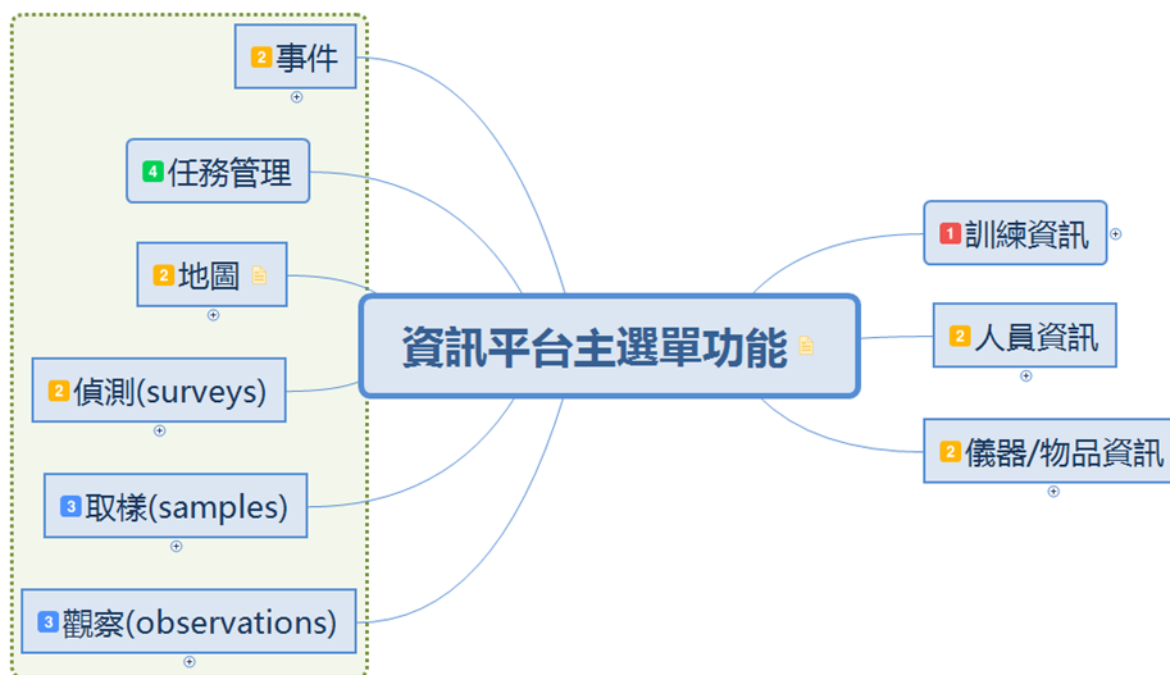 2 事件
4 任務管理
2 地圖
2 偵測(surveys)
3 取樣(samples)
3 觀察(observations)
資訊平台主選單功能
1 訓練資訊
2 人員資訊
2 儀器/物品資訊